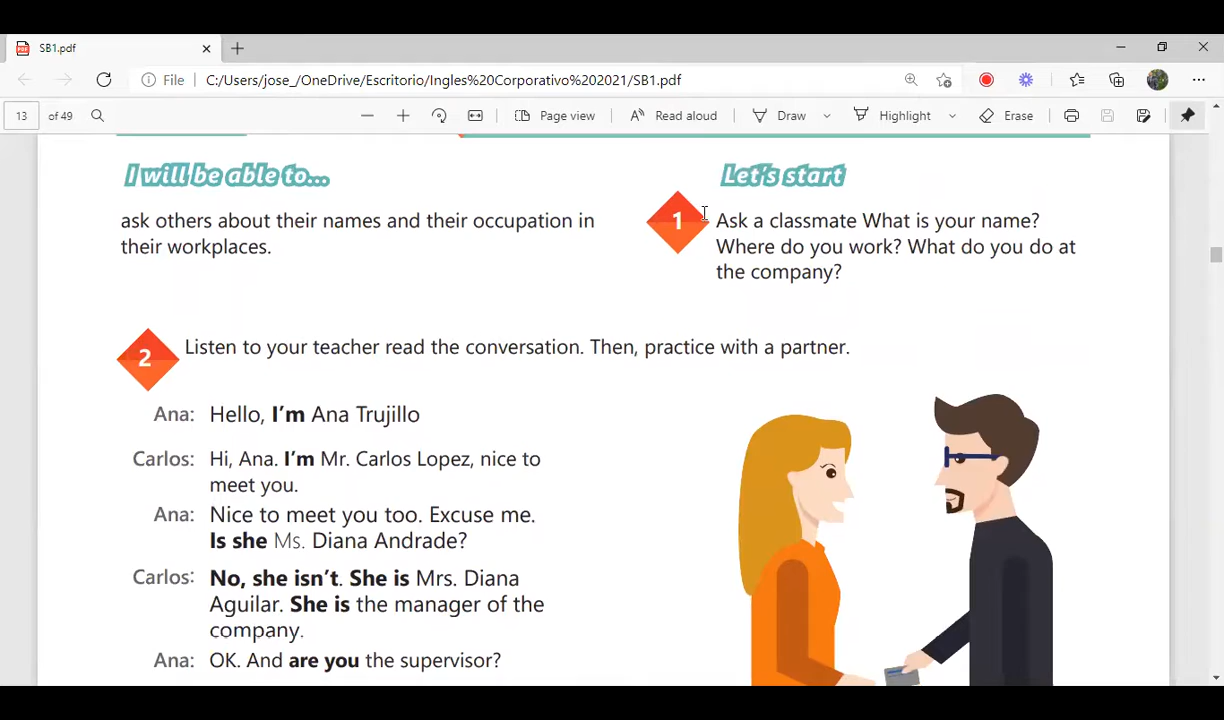 SB1.pdf
File
C:/Users/jose_/OneDrive/Escritorio/Ingles%20Corporativo%202021/SB1.pdf
13 of 49
Page view
Read aloud
Draw
Highlight
Erase
I will be able to...
ask others about their names and their occupation in
their workplaces.
Let's start
1
Ask a classmate What is your name?
Where do you work? What do you do at
the company?
2
Listen to your teacher read the conversation. Then, practice with a partner.
Ana: Hello, I'm Ana Trujillo
Carlos: Hi, Ana. I'm Mr. Carlos Lopez, nice to
meet you.
Ana: Nice to meet you too. Excuse me.
Is she Ms. Diana Andrade?
Carlos: No, she isn't. She is Mrs. Diana
Aguilar. She is the manager of the
company.
Ana: OK. And are you the supervisor?